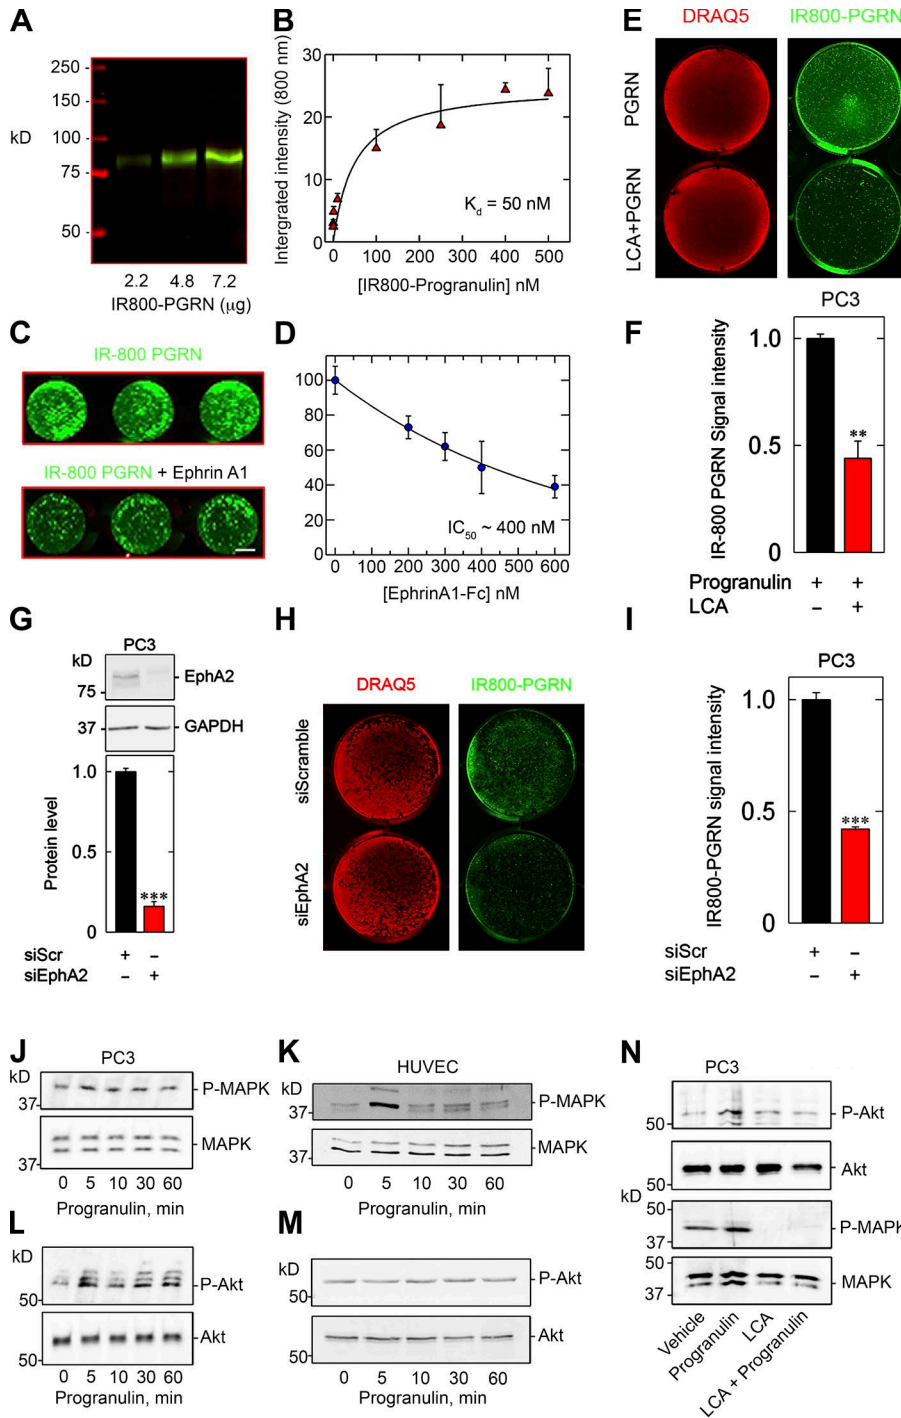 A
250 -
150 -
100 -
kD
75 -
50 -
2.2 4.8 7.2
IR800-PGRN (μg)
B
Intergrated intensity (800 nm)
30
20
10
0
K_d = 50 nM
0 100 200 300 400 500
[IR800-Progranulin] nM
C
IR-800 PGRN
IR-800 PGRN + Ephrin A1
D
100
80
60
40
20
0
IC50 ~ 400 nM
0 100 200 300 400 500 600
[EphrinA1-Fc] nM
E
DRAQ5 IR800-PGRN
PGRN
LCA+PGRN
F
PC3
IR-800 PGRN Signal intensity
1.0
0.5
0
**
Progranulin + +
LCA – +
G
PC3
kD
EphA2
75 -
37 -
GAPDH
Protein level
1.0
0.5
0
***
siScr + –
siEphA2 – +
H
DRAQ5 IR800-PGRN
siScramble
siEphA2
I
PC3
IR800-PGRN signal intensity
1.0
0.5
0
***
siScr + –
siEphA2 – +
J
PC3
kD
P-MAPK
37-
MAPK
37-
0 5 10 30 60
Progranulin, min
K
HUVEC
kD
P-MAPK
37-
MAPK
37-
0 5 10 30 60
Progranulin, min
L
kD
P-Akt
50-
Akt
50-
0 5 10 30 60
Progranulin, min
M
kD
P-Akt
50-
Akt
50-
0 5 10 30 60
Progranulin, min
N
PC3
P-Akt
50-
Akt
50-
kD
50-
P-MAPK
37-
50-
MAPK
37-
Vehicle
Progranulin
LCA
LCA + Progranulin